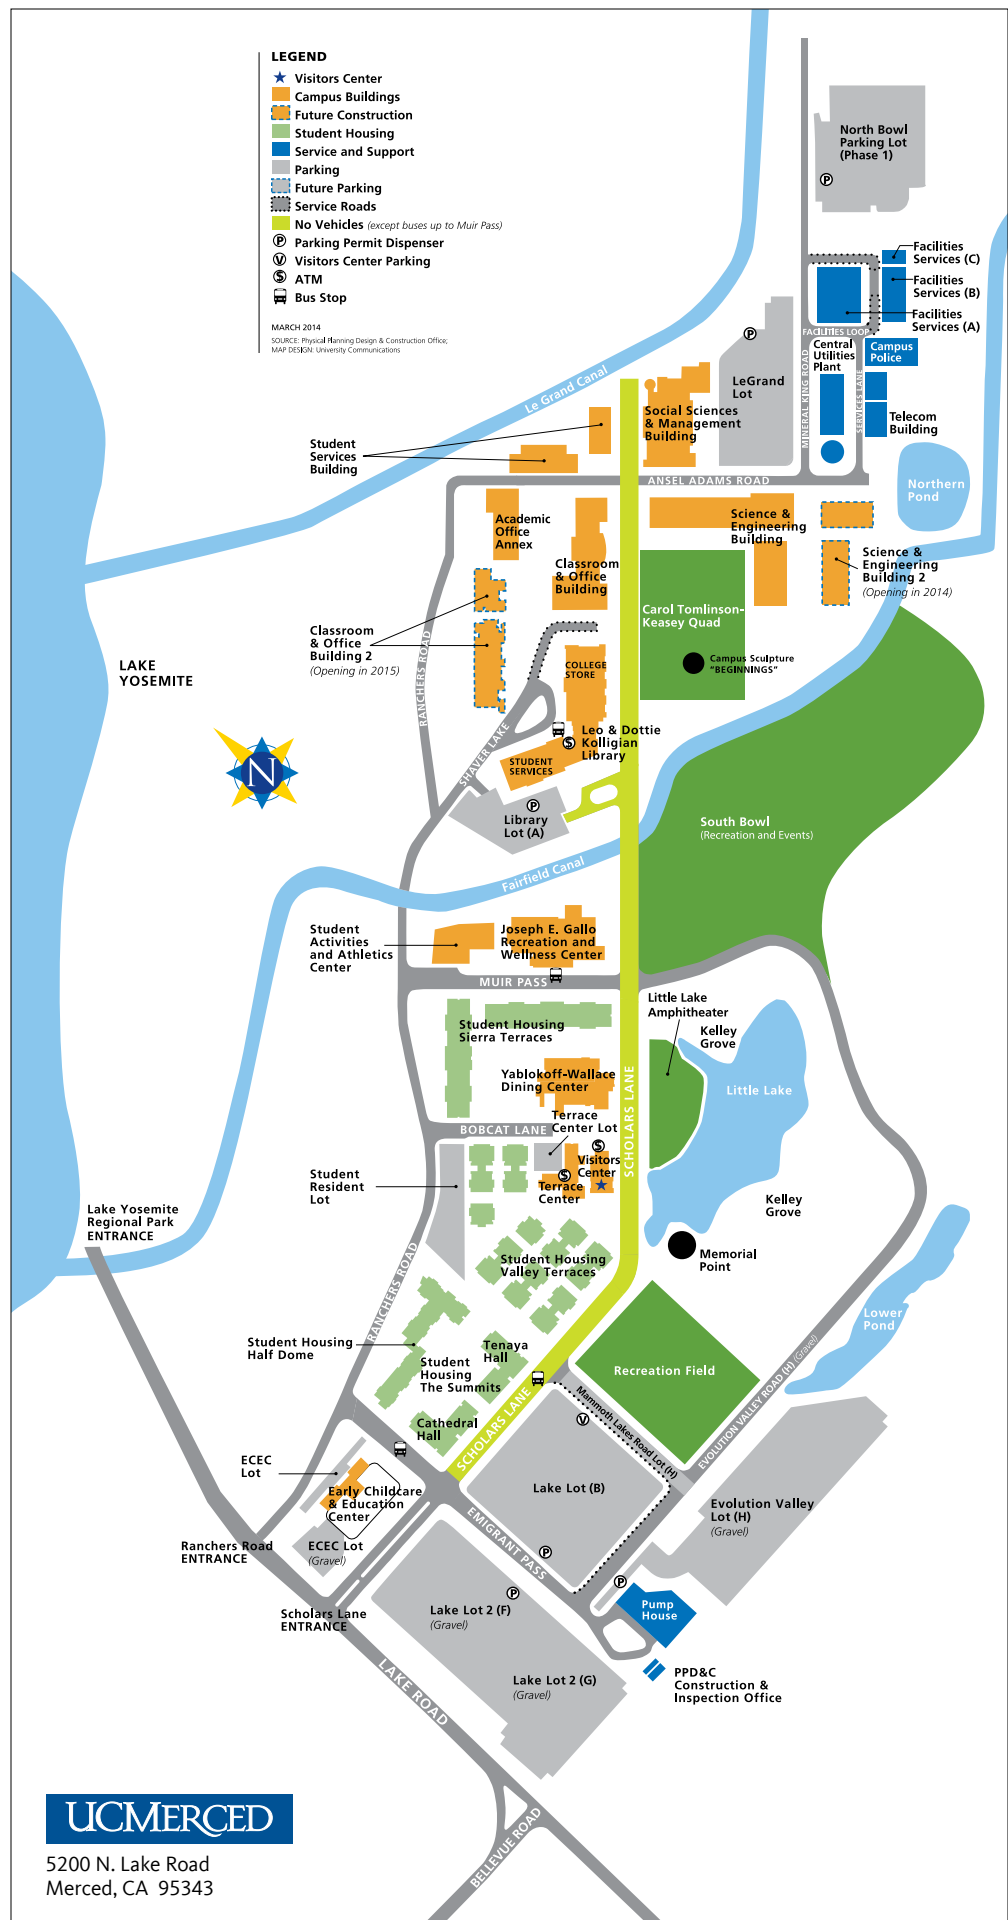 LEGEND
Visitors Center
Campus Buildings
Future Construction
Student Housing
Service and Support
Parking
Future Parking
Service Roads
No Vehicles (except buses up to Muir Pass)
P Parking Permit Dispenser
V Visitors Center Parking
$ ATM
Bus Stop
MARCH 2014
SOURCE: Physical Planning Design & Construction Office;
MAP DESIGN: University Communications
North Bowl
Parking Lot
(Phase 1)
P
Facilities
Services (C)
Facilities
Services (B)
Facilities
Services (A)
FACILITIES LOOP
Central
Utilities
Plant
Campus
Police
MINERAL KING ROAD
SERVICES LANE
Telecom
Building
P
LeGrand
Lot
Le Grand Canal
Social Sciences
& Management
Building
Student
Services
Building
ANSEL ADAMS ROAD
Northern
Pond
Academic
Office
Annex
Science &
Engineering
Building
Science &
Engineering
Building 2
(Opening in 2014)
Classroom
& Office
Building
Carol Tomlinson-
Keasey Quad
Classroom
& Office
Building 2
(Opening in 2015)
RANCHERS ROAD
LAKE
YOSEMITE
COLLEGE
STORE
Campus Sculpture
"BEGINNINGS"
N
SHAVER LAKE
$
Leo & Dottie
Kolligian
Library
STUDENT
SERVICES
P
Library
Lot (A)
South Bowl
(Recreation and Events)
Fairfield Canal
Student
Activities
and Athletics
Center
Joseph E. Gallo
Recreation and
Wellness Center
MUIR PASS
Little Lake
Amphitheater
Kelley
Grove
Student Housing
Sierra Terraces
SCHOLARS LANE
Yablokoff-Wallace
Dining Center
Little Lake
Terrace
Center Lot
BOBCAT LANE
$
Visitors
Center
$
Terrace
Center
Student
Resident
Lot
Kelley
Grove
Lake Yosemite
Regional Park
ENTRANCE
Memorial
Point
Student Housing
Valley Terraces
RANCHERS ROAD
Lower
Pond
Student Housing
Half Dome
Tenaya
Hall
Student
Housing
The Summits
Recreation Field
EVOLUTION VALLEY ROAD (H) (Gravel)
Mammoth Lakes Road Lot (H)
V
Cathedral
Hall
SCHOLARS LANE
ECEC
Lot
Early Childcare
& Education
Center
Lake Lot (B)
Evolution Valley
Lot (H)
(Gravel)
EMIGRANT PASS
Ranchers Road
ENTRANCE
ECEC Lot
(Gravel)
P
P
P
Pump
House
Scholars Lane
ENTRANCE
Lake Lot 2 (F)
(Gravel)
LAKE ROAD
Lake Lot 2 (G)
(Gravel)
PPD&C
Construction &
Inspection Office
BELLEVUE ROAD
UCMERCED
5200 N. Lake Road
Merced, CA 95343